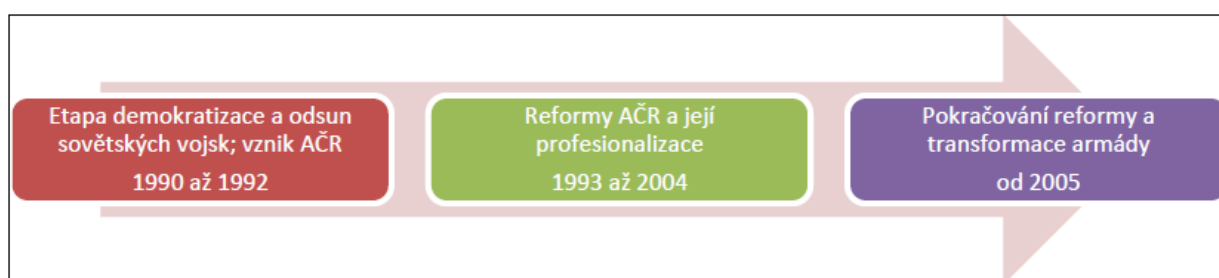 Etapa demokratizace a odsun
sovětských vojsk; vznik AČR
1990 až 1992
Reformy AČR a její
profesionalizace
1993 až 2004
Pokračování reformy a
transformace armády
od 2005